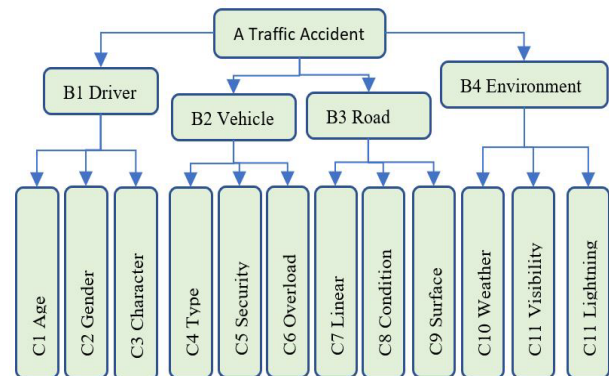 A Traffic Accident
B1 Driver
B2 Vehicle
B3 Road
B4 Environment
C1 Age
C2 Gender
C3 Character
C4 Type
C5 Security
C6 Overload
C7 Linear
C8 Condition
C9 Surface
C10 Weather
C11 Visibility
C11 Lightning